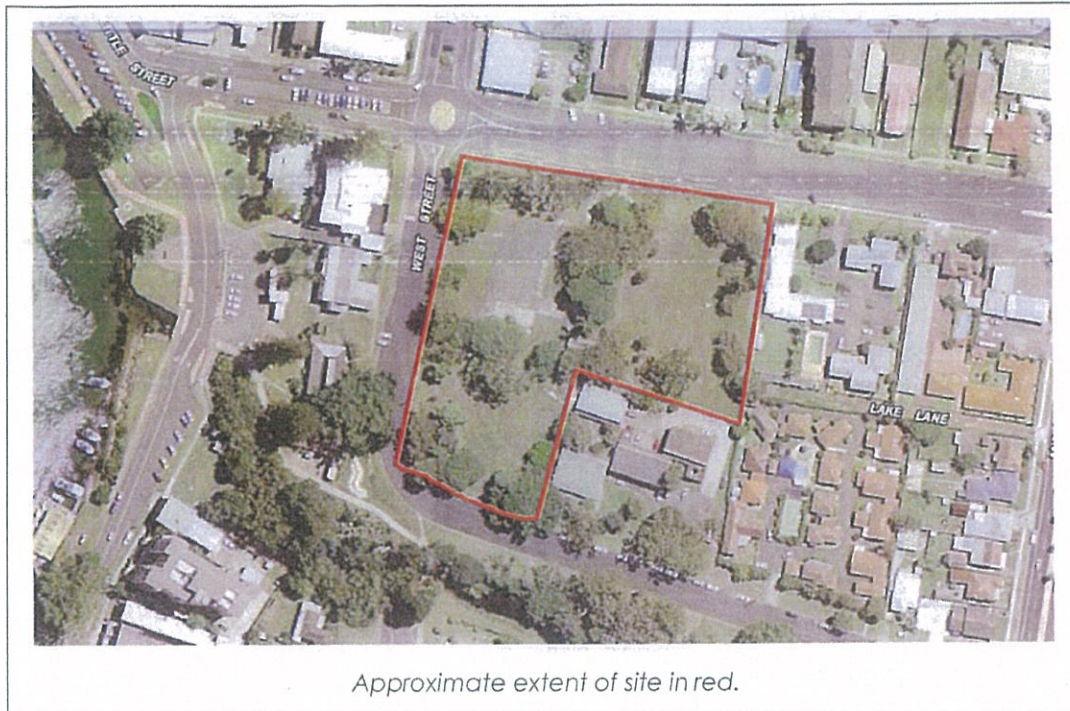 STREET
WEST STREET
LAKE LANE
Approximate extent of site in red.